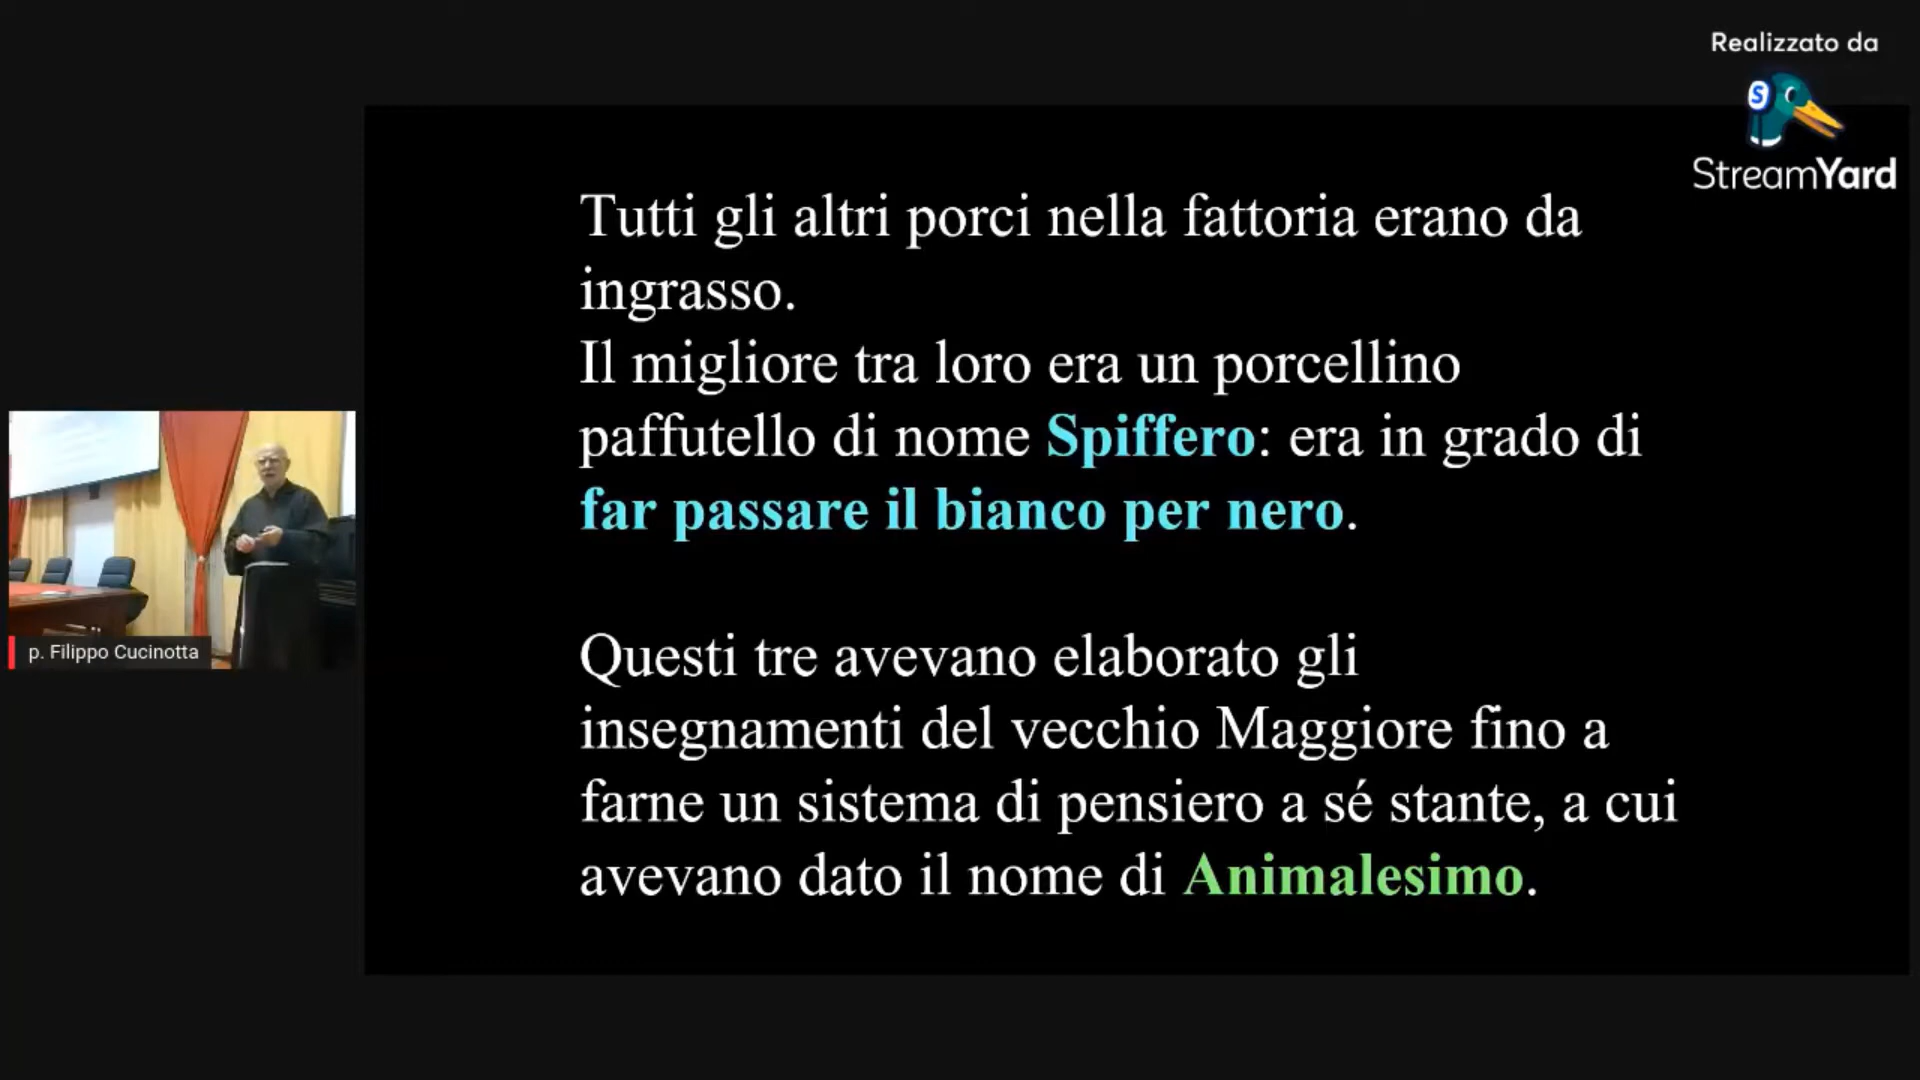 Realizzato da
StreamYard
Tutti gli altri porci nella fattoria erano da
ingrasso.
Il migliore tra loro era un porcellino
paffutello di nome Spiffero: era in grado di
far passare il bianco per nero.
Questi tre avevano elaborato gli
insegnamenti del vecchio Maggiore fino a
farne un sistema di pensiero a sé stante, a cui
avevano dato il nome di Animalesimo.
p. Filippo Cucinotta